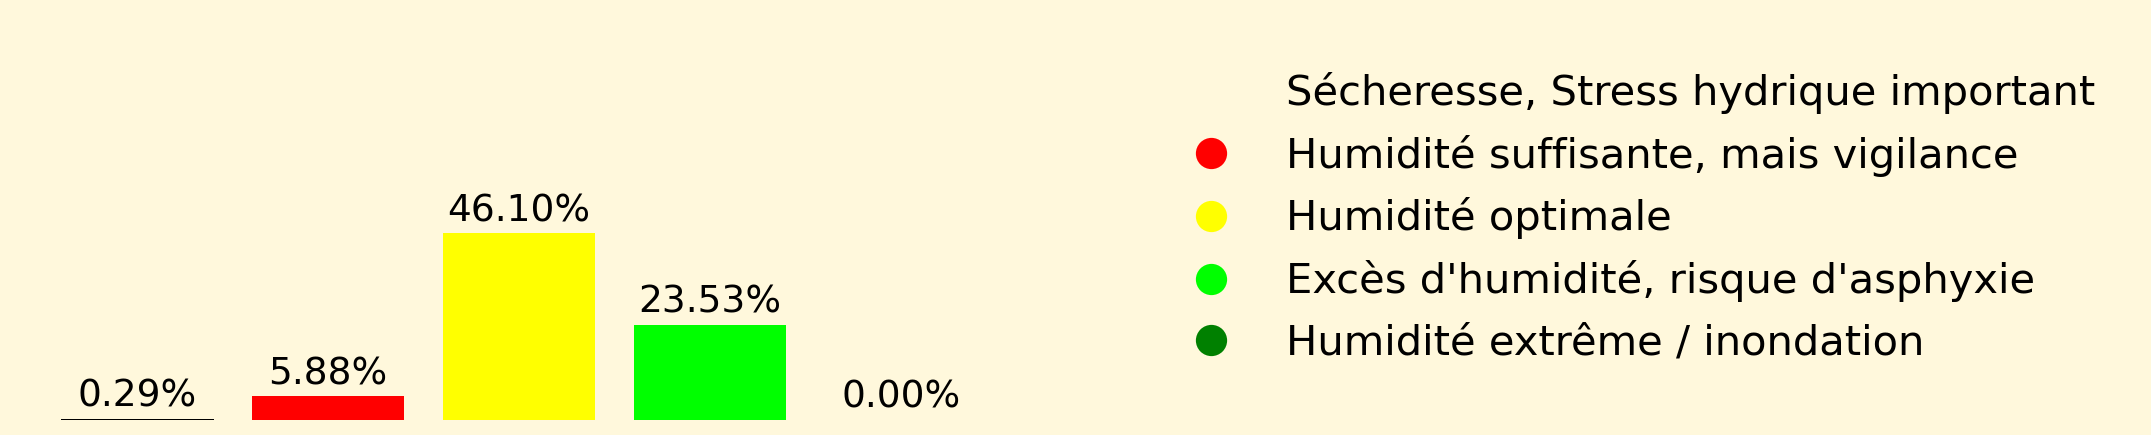 0.29%
5.88%
46.10%
23.53%
0.00%
Sécheresse, Stress hydrique important
Humidité suffisante, mais vigilance
Humidité optimale
Excès d'humidité, risque d'asphyxie
Humidité extrême / inondation